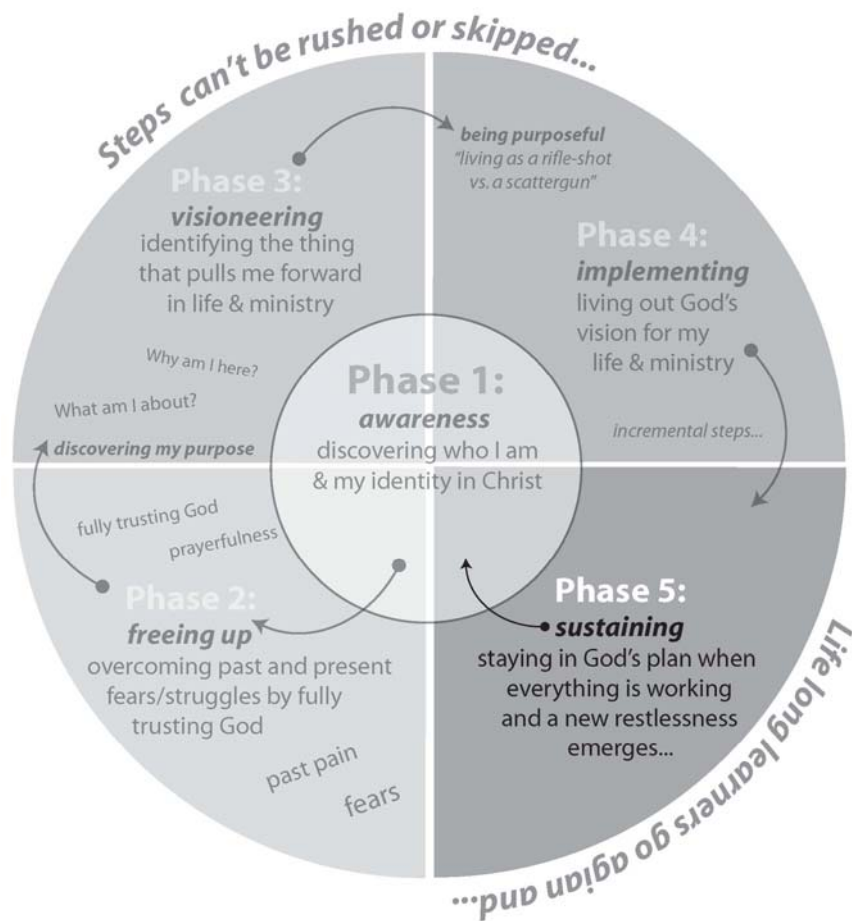 Steps can't be rushed or skipped...
Phase 3:
visioneering
identifying the thing
that pulls me forward
in life & ministry
Why am I here?
What am I about?
discovering my purpose
being purposeful
"living as a rifle-shot
vs. a scattergun"
Phase 4:
implementing
living out God's
vision for my
life & ministry
incremental steps...
Phase 1:
awareness
discovering who I am
& my identity in Christ
fully trusting God
prayerfulness
Phase 2:
freeing up
overcoming past and present
fears/struggles by fully
trusting God
past pain
fears
Phase 5:
sustaining
staying in God's plan when
everything is working
and a new restlessness
emerges...
Life long learners go agian and...